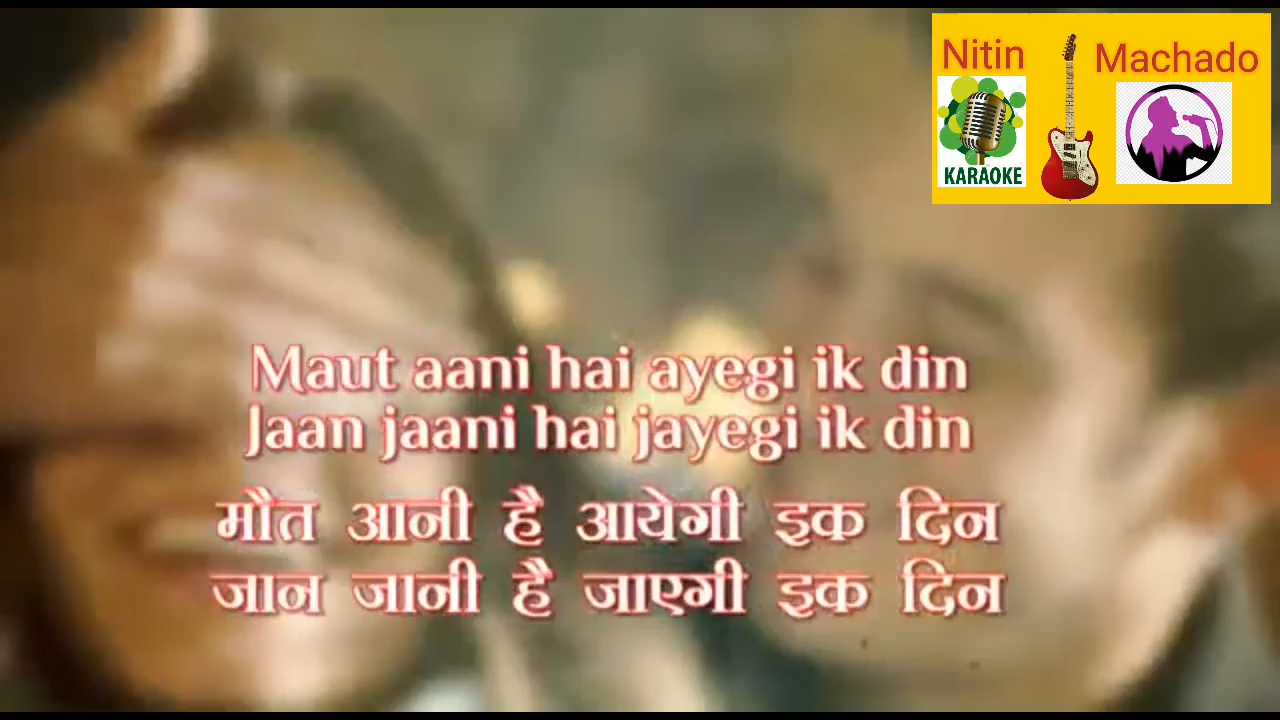 Nitin Machado
KARAOKE
Maut aani hai ayegi ik din
Jaan jaani hai jayegi ik din
मौत आनी है आयेगी इक दिन
जान जानी है जाएगी इक दिन